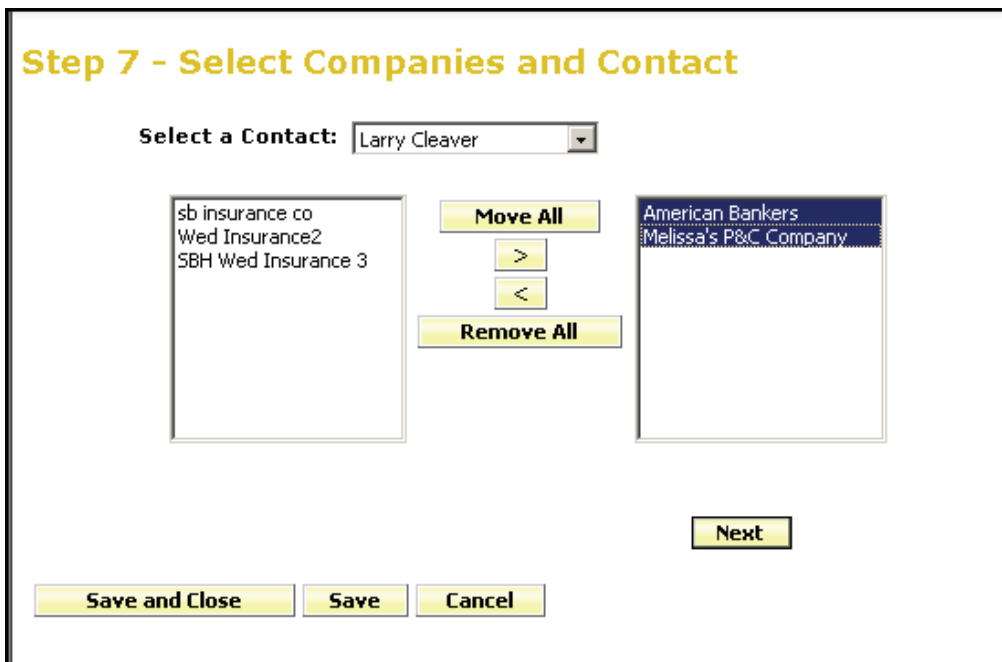 Step 7 - Select Companies and Contact
Select a Contact: Larry Cleaver
sb insurance co
Wed Insurance2
SBH Wed Insurance 3
Move All
>
<
Remove All
American Bankers
Melissa's P&C Company
Next
Save and Close Save Cancel